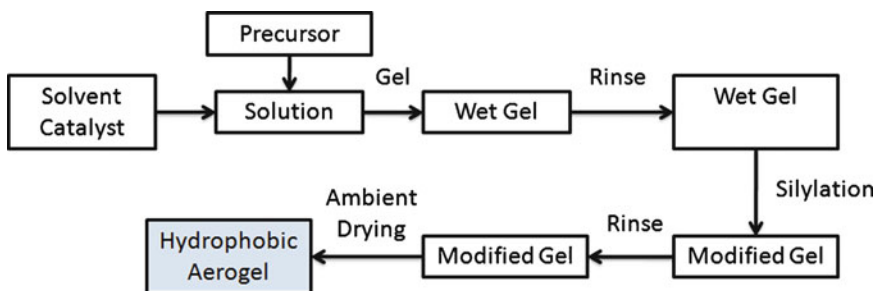 Precursor
Solvent
Catalyst
Solution
Gel
Wet Gel
Rinse
Wet Gel
Silylation
Modified Gel
Rinse
Modified Gel
Ambient
Drying
Hydrophobic
Aerogel